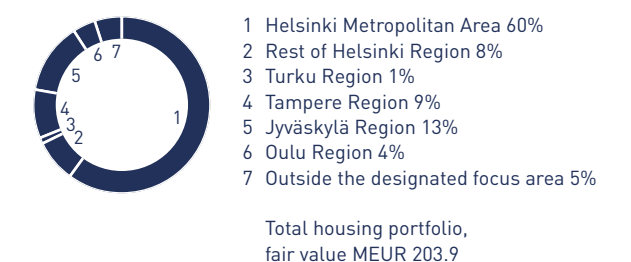 1 Helsinki Metropolitan Area 60%
2 Rest of Helsinki Region 8%
3 Turku Region 1%
4 Tampere Region 9%
5 Jyväskylä Region 13%
6 Oulu Region 4%
7 Outside the designated focus area 5%
Total housing portfolio,
fair value MEUR 203.9
6 7
5
4
1
3
2